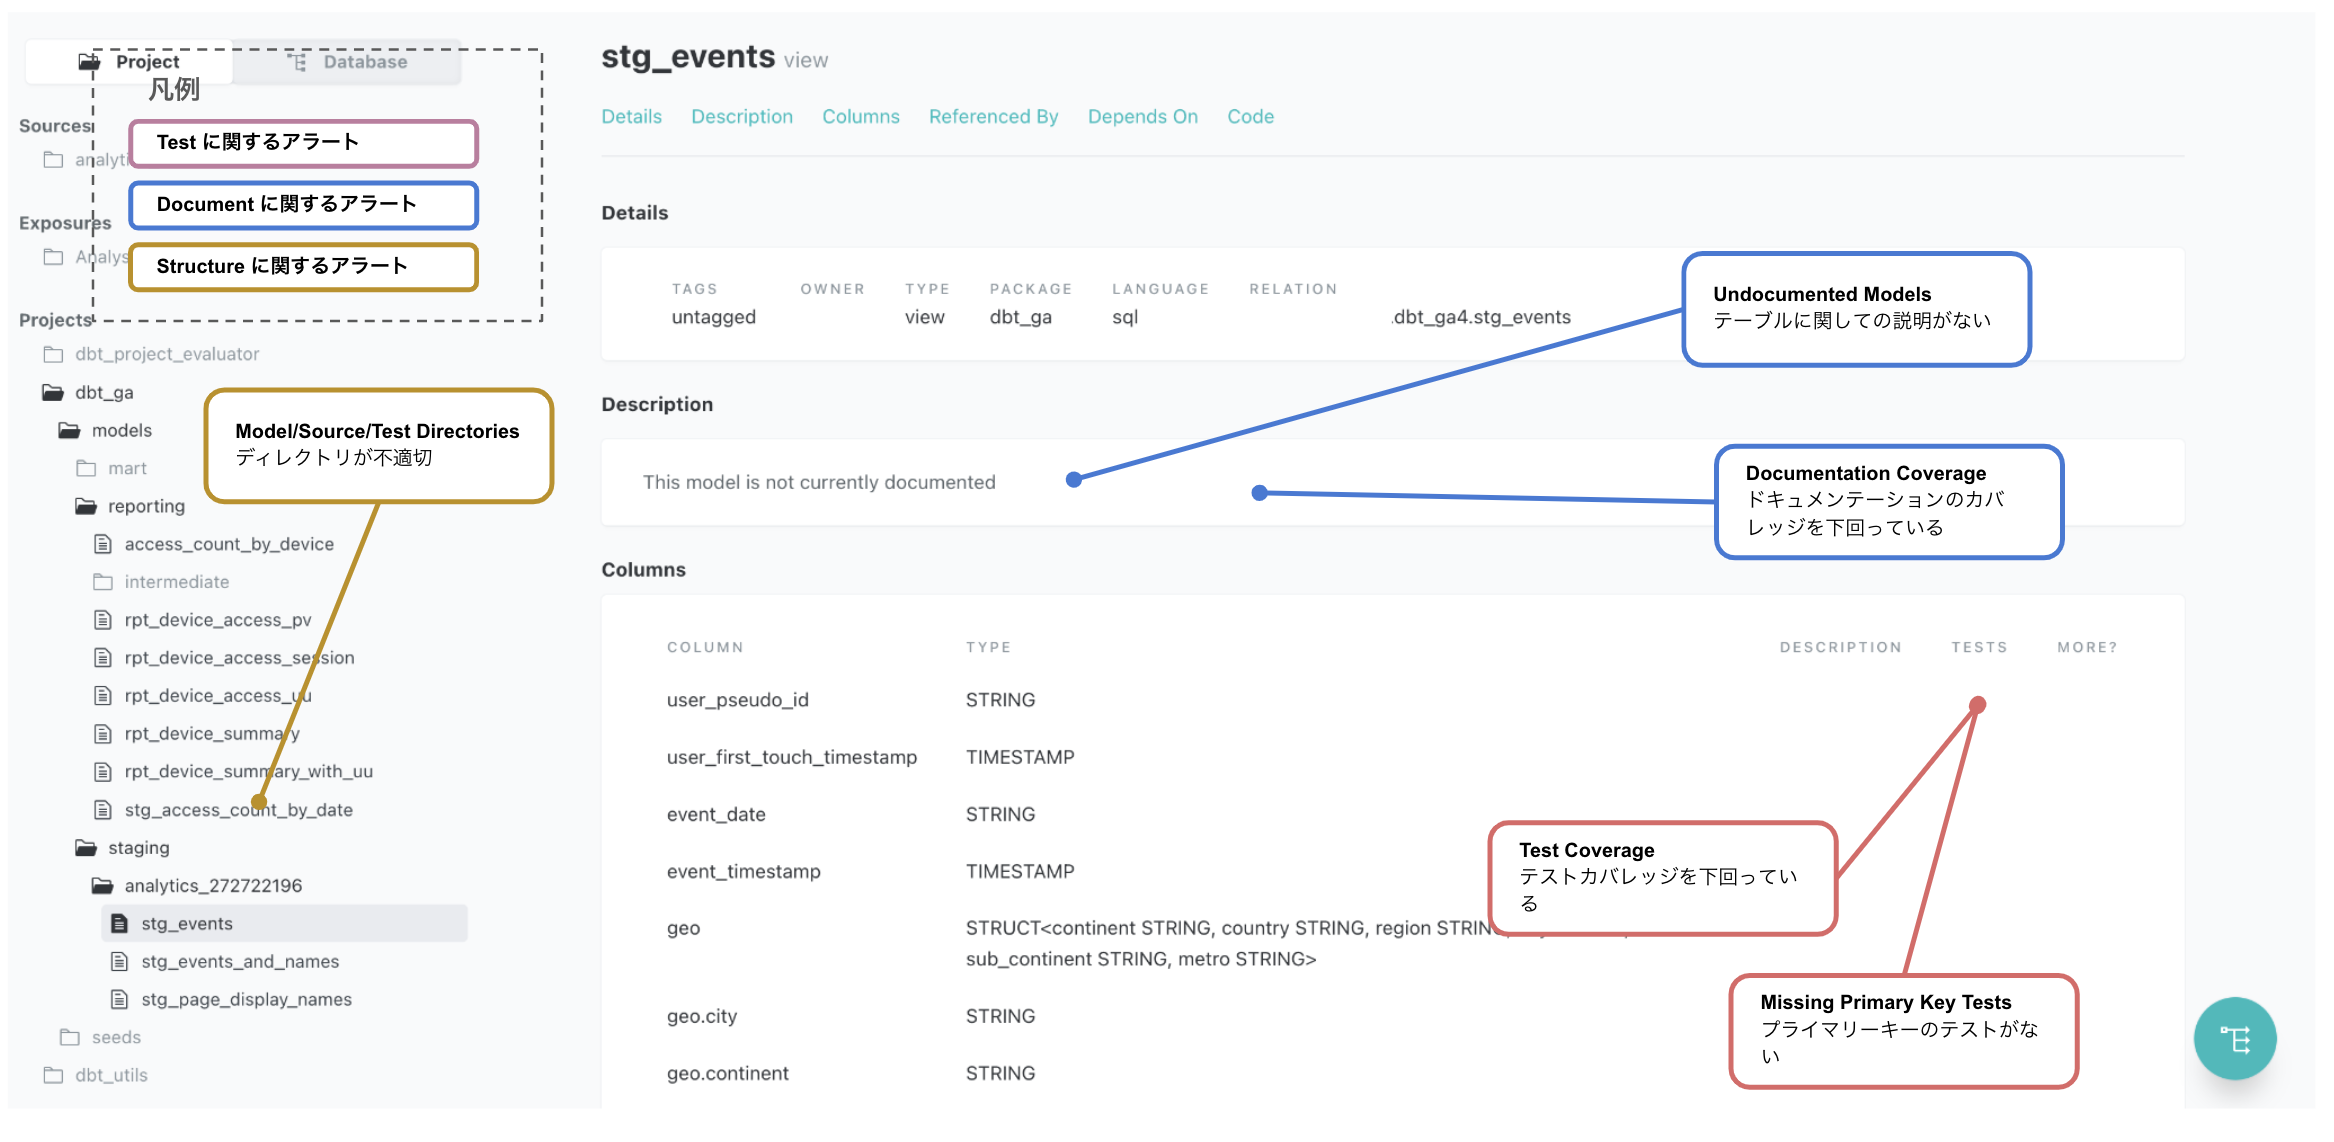 Project
Database
凡例
Sources
Test に関するアラート
Document に関するアラート
Exposures
Structure に関するアラート
Projects
dbt_project_evaluator
dbt_ga
models
mart
Model/Source/Test Directories
ディレクトリが不適切
reporting
access_count_by_device
intermediate
rpt_device_access_pv
rpt_device_access_session
rpt_device_access_uu
rpt_device_summary
rpt_device_summary_with_uu
stg_access_count_by_date
staging
analytics_272722196
stg_events
stg_events_and_names
stg_page_display_names
seeds
dbt_utils
stg_events view
Details Description Columns Referenced By Depends On Code
Details
TAGS OWNER TYPE PACKAGE LANGUAGE RELATION
untagged view dbt_ga sql .dbt_ga4.stg_events
Undocumented Models
テーブルに関しての説明がない
Description
This model is not currently documented
Documentation Coverage
ドキュメンテーションのカバ
レッジを下回っている
Columns
COLUMN TYPE DESCRIPTION TESTS MORE?
user_pseudo_id STRING
user_first_touch_timestamp TIMESTAMP
event_date STRING
event_timestamp TIMESTAMP
geo STRUCT<continent STRING, country STRING, region STRING,
sub_continent STRING, metro STRING>
geo.city STRING
geo.continent STRING
Test Coverage
テストカバレッジを下回ってい
る
Missing Primary Key Tests
プライマリーキーのテストがな
い